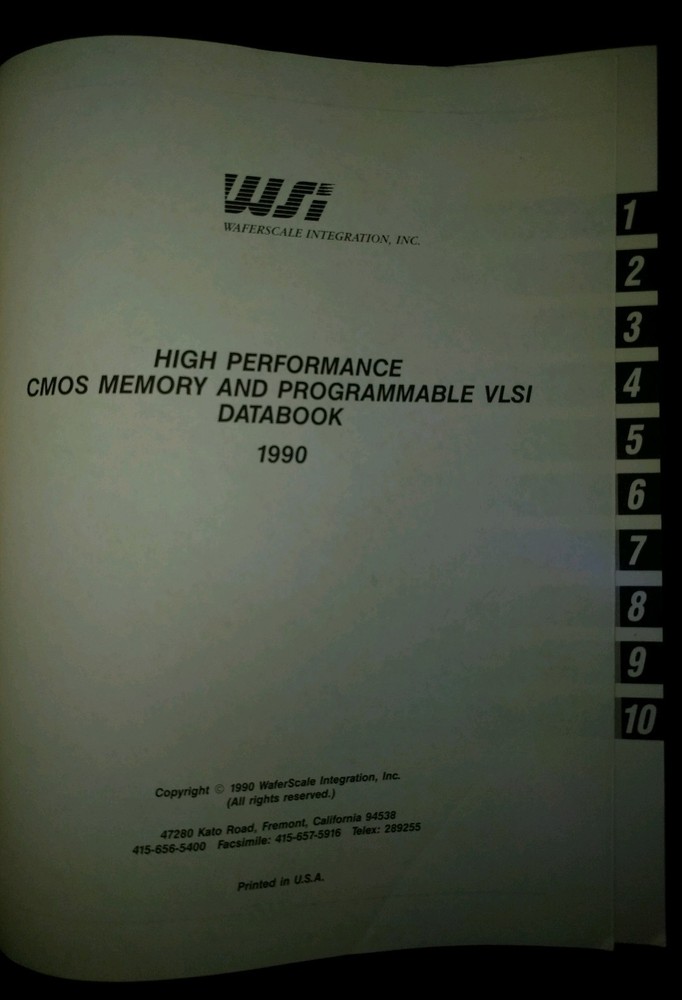 WSi
WAFERSCALE INTEGRATION, INC.
HIGH PERFORMANCE
CMOS MEMORY AND PROGRAMMABLE VLSI
DATABOOK
1990
Copyright © 1990 WaferScale Integration, Inc.
(All rights reserved.)
47280 Kato Road, Fremont, California 94538
415-656-5400 Facsimile: 415-657-5916 Telex: 289255
Printed in U.S.A.
1
2
3
4
5
6
7
8
9
10